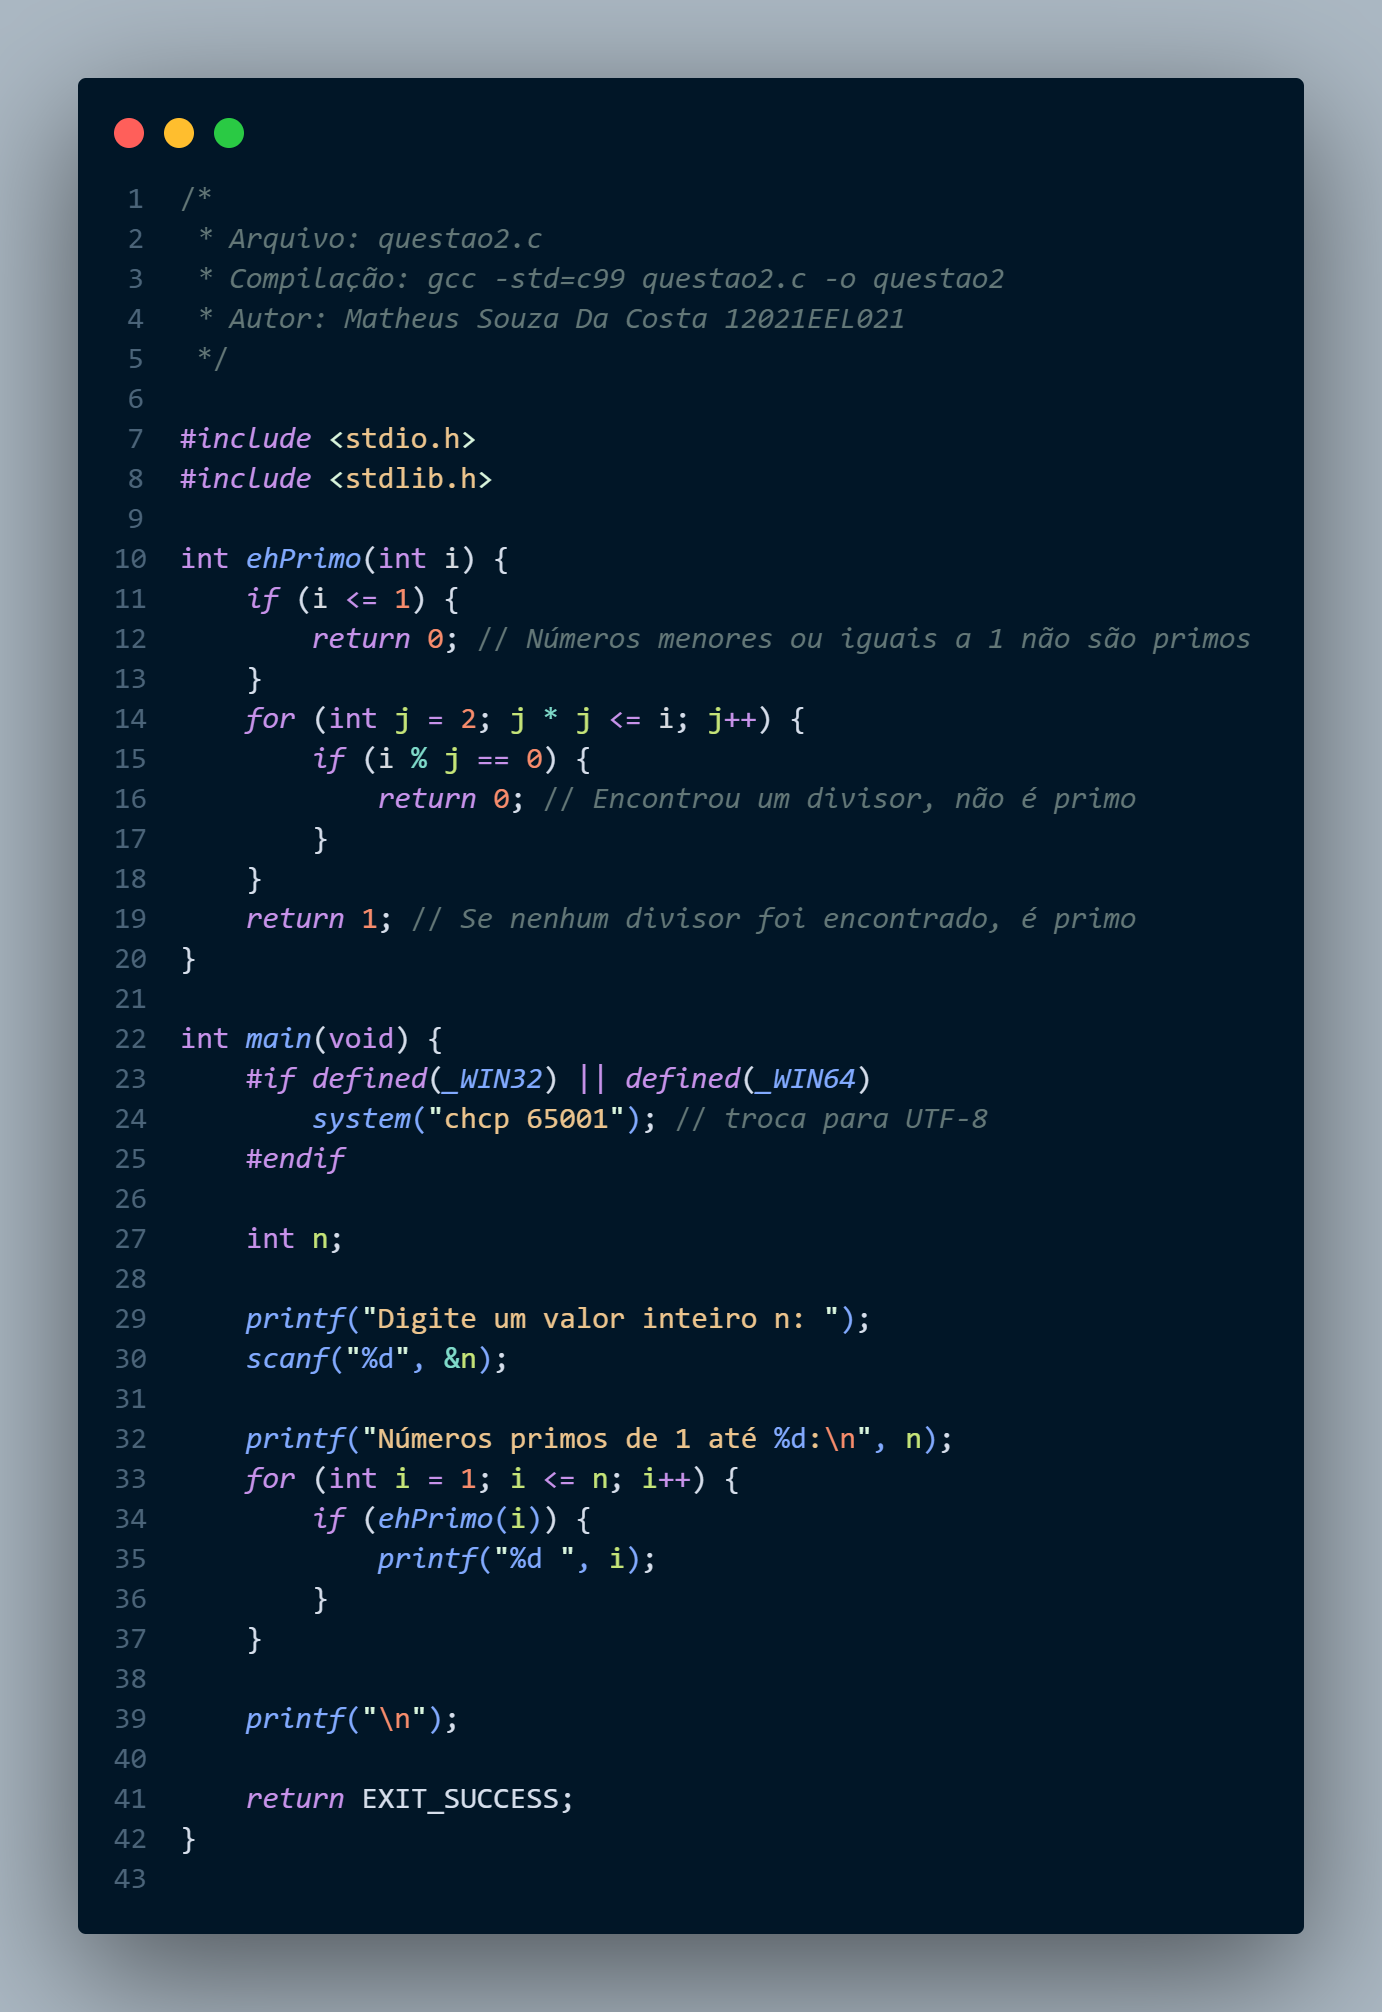 1 /*
2  * Arquivo: questao2.c
3  * Compilação: gcc -std=c99 questao2.c -o questao2
4  * Autor: Matheus Souza Da Costa 12021EEL021
5  */
6
7 #include <stdio.h>
8 #include <stdlib.h>
9
10 int ehPrimo(int i) {
11     if (i <= 1) {
12         return 0; // Números menores ou iguais a 1 não são primos
13     }
14     for (int j = 2; j * j <= i; j++) {
15         if (i % j == 0) {
16             return 0; // Encontrou um divisor, não é primo
17         }
18     }
19     return 1; // Se nenhum divisor foi encontrado, é primo
20 }
21
22 int main(void) {
23     #if defined(_WIN32) || defined(_WIN64)
24         system("chcp 65001"); // troca para UTF-8
25     #endif
26
27     int n;
28
29     printf("Digite um valor inteiro n: ");
30     scanf("%d", &n);
31
32     printf("Números primos de 1 até %d:\n", n);
33     for (int i = 1; i <= n; i++) {
34         if (ehPrimo(i)) {
35             printf("%d ", i);
36         }
37     }
38
39     printf("\n");
40
41     return EXIT_SUCCESS;
42 }
43